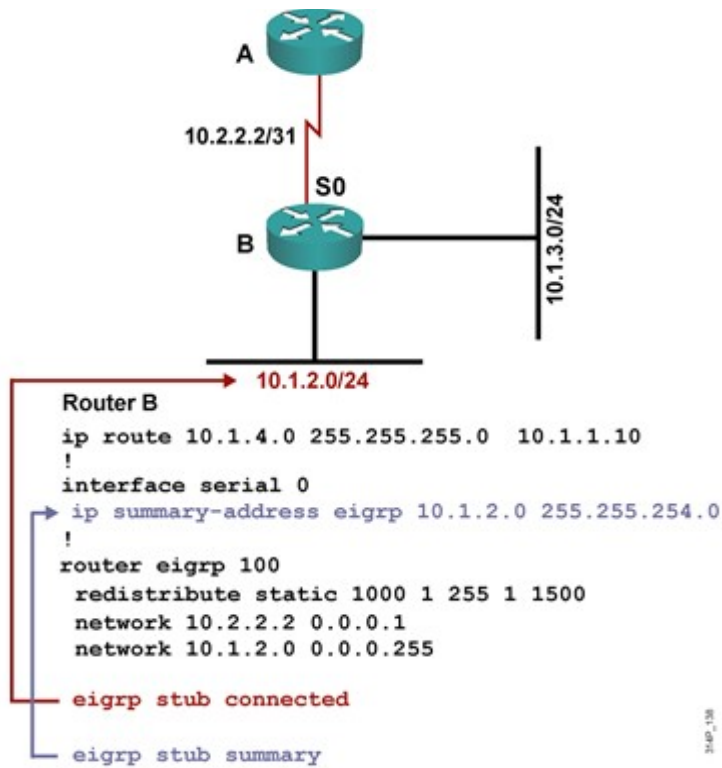 A
10.2.2.2/31
S0
B
10.1.3.0/24
10.1.2.0/24
Router B
ip route 10.1.4.0 255.255.255.0 10.1.1.10
!
interface serial 0
ip summary-address eigrp 10.1.2.0 255.255.254.0
!
router eigrp 100
redistribute static 1000 1 255 1 1500
network 10.2.2.2 0.0.0.1
network 10.1.2.0 0.0.0.255
eigrp stub connected
eigrp stub summary
314P_138